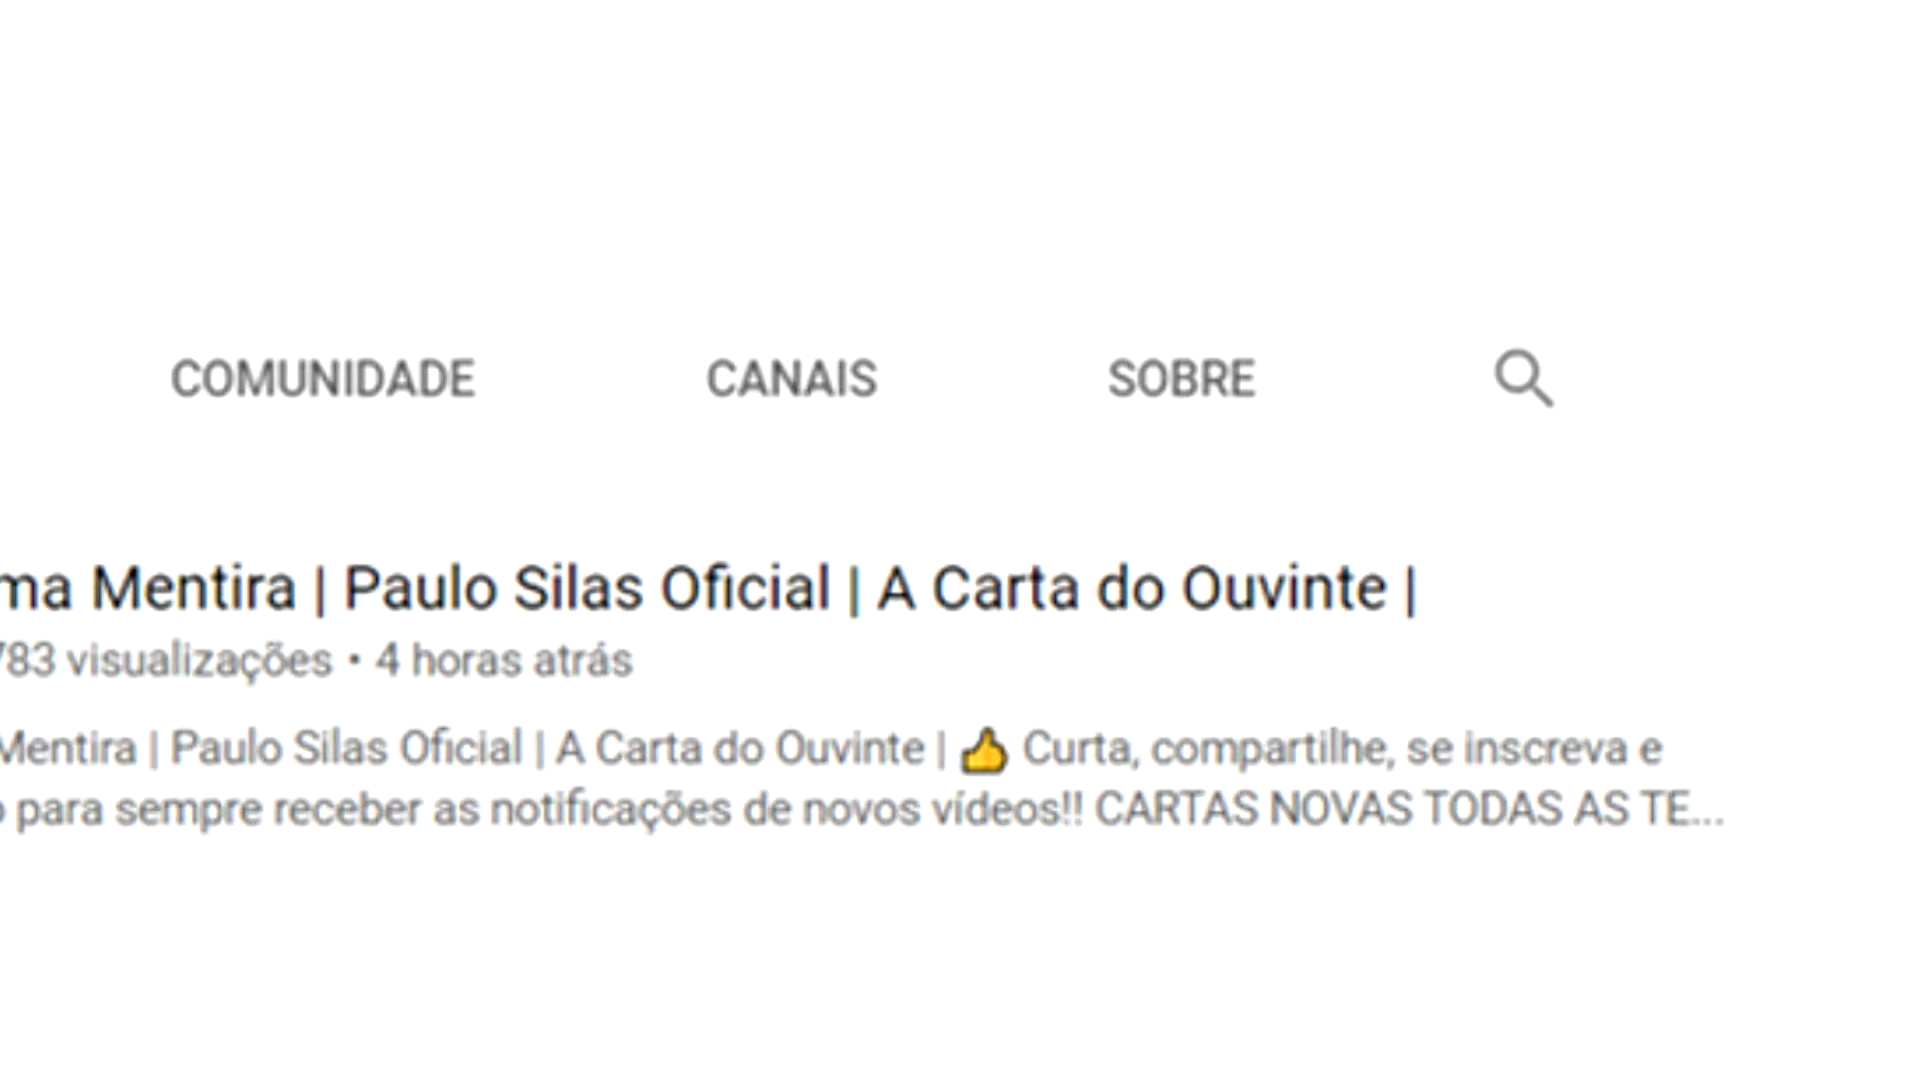 COMUNIDADE CANAIS SOBRE
ma Mentira | Paulo Silas Oficial | A Carta do Ouvinte |
783 visualizações • 4 horas atrás
Mentira | Paulo Silas Oficial | A Carta do Ouvinte | 👍 Curta, compartilhe, se inscreva e
o para sempre receber as notificações de novos vídeos!! CARTAS NOVAS TODAS AS TE...